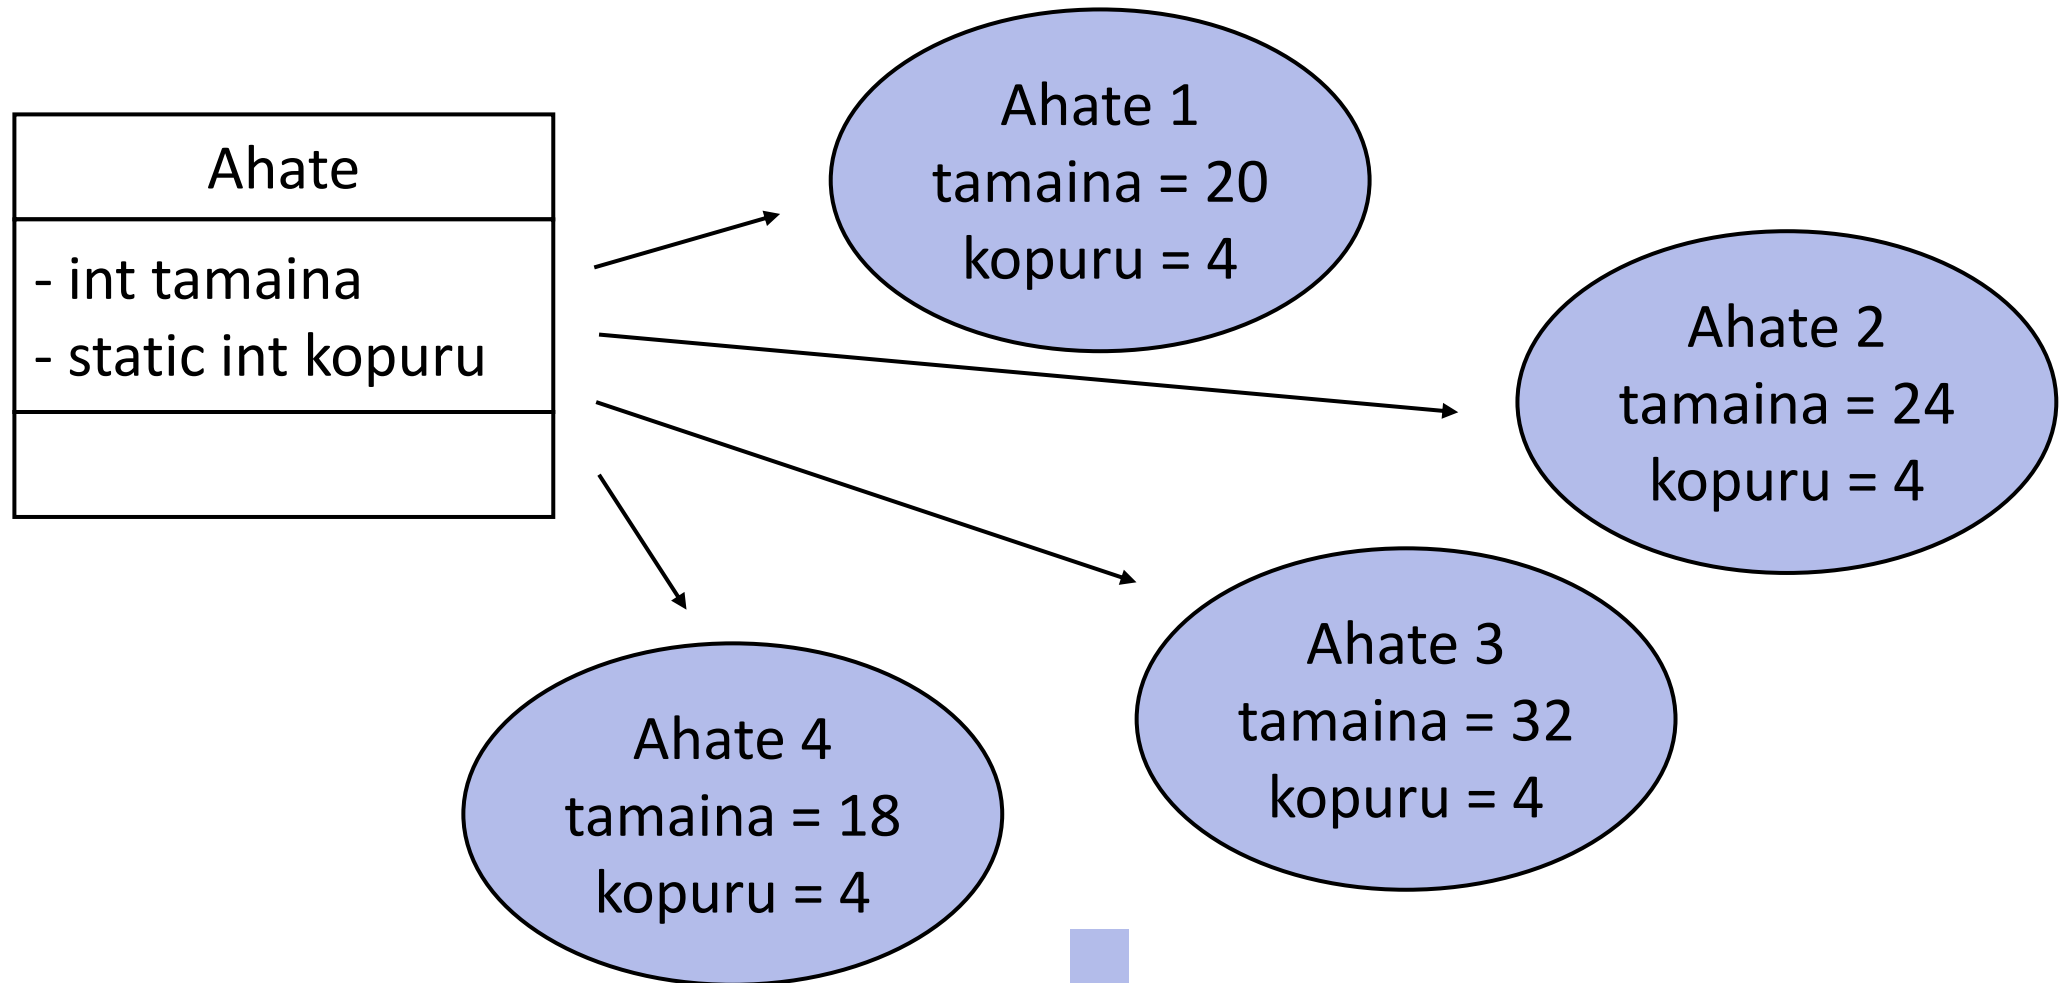 Ahate
- int tamaina
- static int kopuru
Ahate 1
tamaina = 20
kopuru = 4
Ahate 2
tamaina = 24
kopuru = 4
Ahate 3
tamaina = 32
kopuru = 4
Ahate 4
tamaina = 18
kopuru = 4